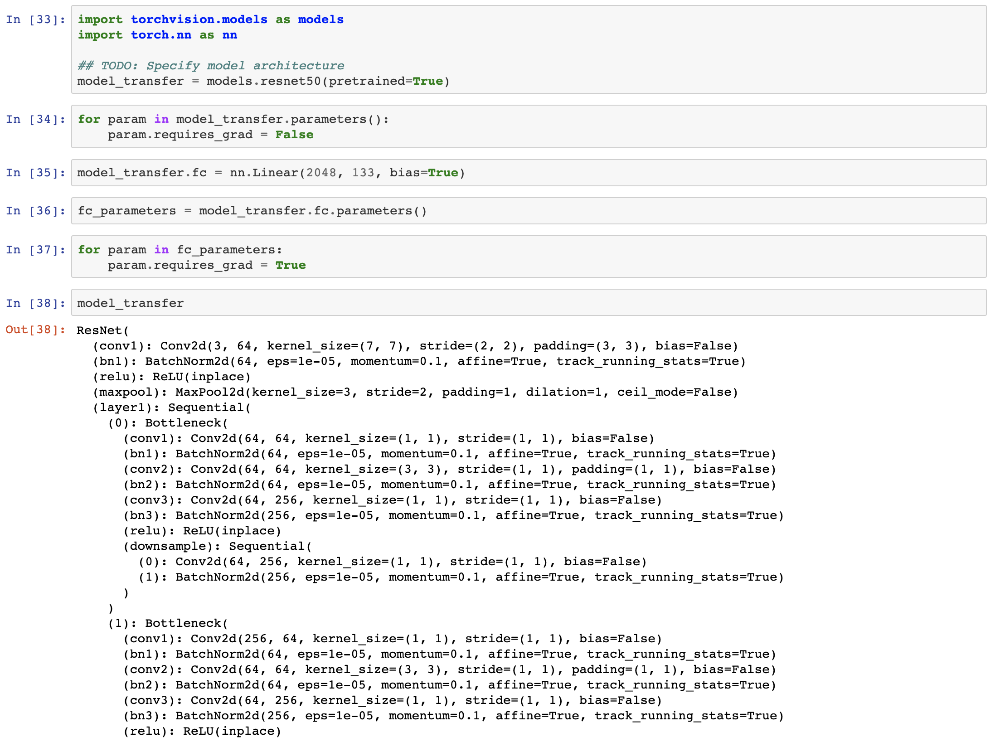 In [33]: import torchvision.models as models
import torch.nn as nn
## TODO: Specify model architecture
model_transfer = models.resnet50(pretrained=True)
In [34]: for param in model_transfer.parameters():
    param.requires_grad = False
In [35]: model_transfer.fc = nn.Linear(2048, 133, bias=True)
In [36]: fc_parameters = model_transfer.fc.parameters()
In [37]: for param in fc_parameters:
    param.requires_grad = True
In [38]: model_transfer
Out[38]: ResNet(
  (conv1): Conv2d(3, 64, kernel_size=(7, 7), stride=(2, 2), padding=(3, 3), bias=False)
  (bn1): BatchNorm2d(64, eps=1e-05, momentum=0.1, affine=True, track_running_stats=True)
  (relu): ReLU(inplace)
  (maxpool): MaxPool2d(kernel_size=3, stride=2, padding=1, dilation=1, ceil_mode=False)
  (layer1): Sequential(
    (0): Bottleneck(
      (conv1): Conv2d(64, 64, kernel_size=(1, 1), stride=(1, 1), bias=False)
      (bn1): BatchNorm2d(64, eps=1e-05, momentum=0.1, affine=True, track_running_stats=True)
      (conv2): Conv2d(64, 64, kernel_size=(3, 3), stride=(1, 1), padding=(1, 1), bias=False)
      (bn2): BatchNorm2d(64, eps=1e-05, momentum=0.1, affine=True, track_running_stats=True)
      (conv3): Conv2d(64, 256, kernel_size=(1, 1), stride=(1, 1), bias=False)
      (bn3): BatchNorm2d(256, eps=1e-05, momentum=0.1, affine=True, track_running_stats=True)
      (relu): ReLU(inplace)
      (downsample): Sequential(
        (0): Conv2d(64, 256, kernel_size=(1, 1), stride=(1, 1), bias=False)
        (1): BatchNorm2d(256, eps=1e-05, momentum=0.1, affine=True, track_running_stats=True)
      )
    )
    (1): Bottleneck(
      (conv1): Conv2d(256, 64, kernel_size=(1, 1), stride=(1, 1), bias=False)
      (bn1): BatchNorm2d(64, eps=1e-05, momentum=0.1, affine=True, track_running_stats=True)
      (conv2): Conv2d(64, 64, kernel_size=(3, 3), stride=(1, 1), padding=(1, 1), bias=False)
      (bn2): BatchNorm2d(64, eps=1e-05, momentum=0.1, affine=True, track_running_stats=True)
      (conv3): Conv2d(64, 256, kernel_size=(1, 1), stride=(1, 1), bias=False)
      (bn3): BatchNorm2d(256, eps=1e-05, momentum=0.1, affine=True, track_running_stats=True)
      (relu): ReLU(inplace)